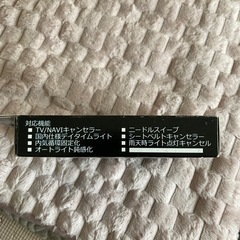 対応機能
■ TV/NAVIキャンセラー
■ 国内仕様デイタイムライト
■ 内気循環固定化
■ オートライト鈍感化
■ ニードルスイープ
■ シートベルトキャンセラー
■ 雨天時ライト点灯キャンセル
■